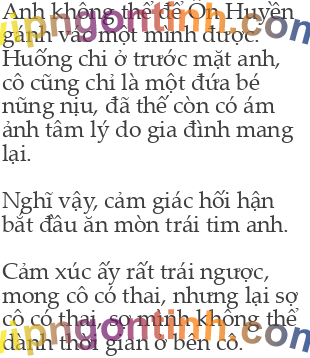 Anh không thể để Ôn Huyền
gánh vác một mình được.
Huống chi ở trước mặt anh,
cô cũng chỉ là một đứa bé
nũng nịu, đã thế còn có ám
ảnh tâm lý do gia đình mang
lại.
Nghĩ vậy, cảm giác hối hận
bắt đầu ăn mòn trái tim anh.
Cảm xúc ấy rất trái ngược,
mong cô có thai, nhưng lại sợ
cô có thai, sợ mình không thể
dành thời gian ở bên cô.
vipngontinh.com
vipngontinh.com